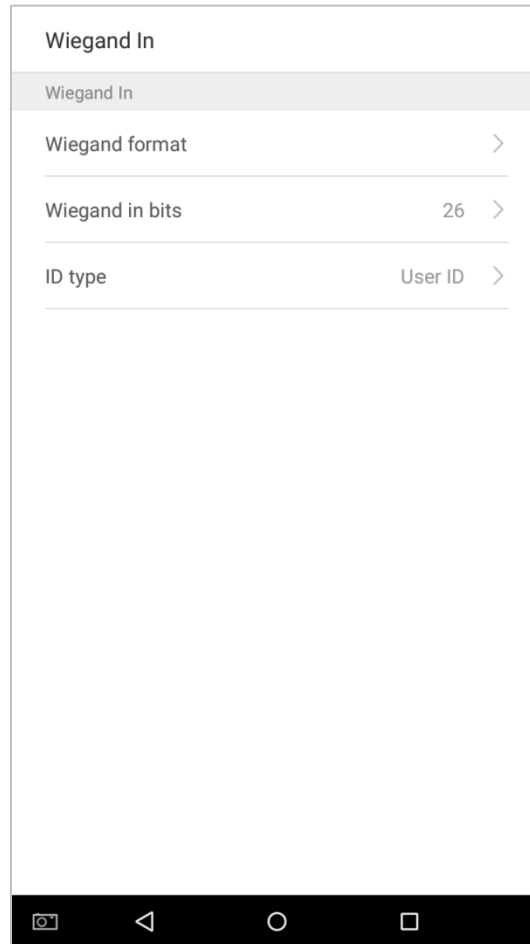 Wiegand In
Wiegand In
Wiegand format
Wiegand in bits 26
ID type User ID